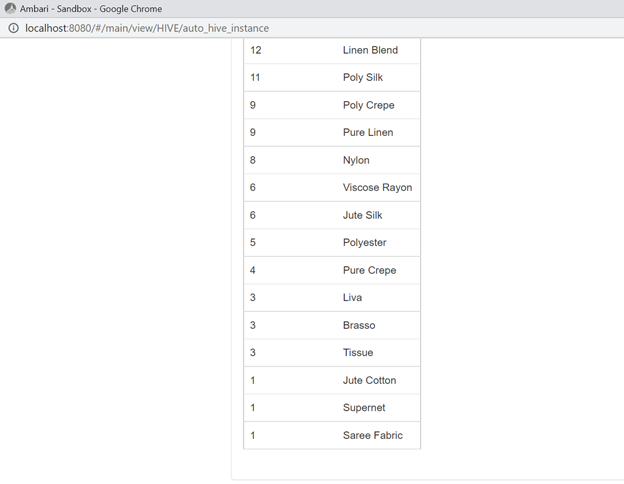 Ambari - Sandbox - Google Chrome
localhost:8080/#/main/view/HIVE/auto_hive_instance
12 Linen Blend
11 Poly Silk
9 Poly Crepe
9 Pure Linen
8 Nylon
6 Viscose Rayon
6 Jute Silk
5 Polyester
4 Pure Crepe
3 Liva
3 Brasso
3 Tissue
1 Jute Cotton
1 Supernet
1 Saree Fabric